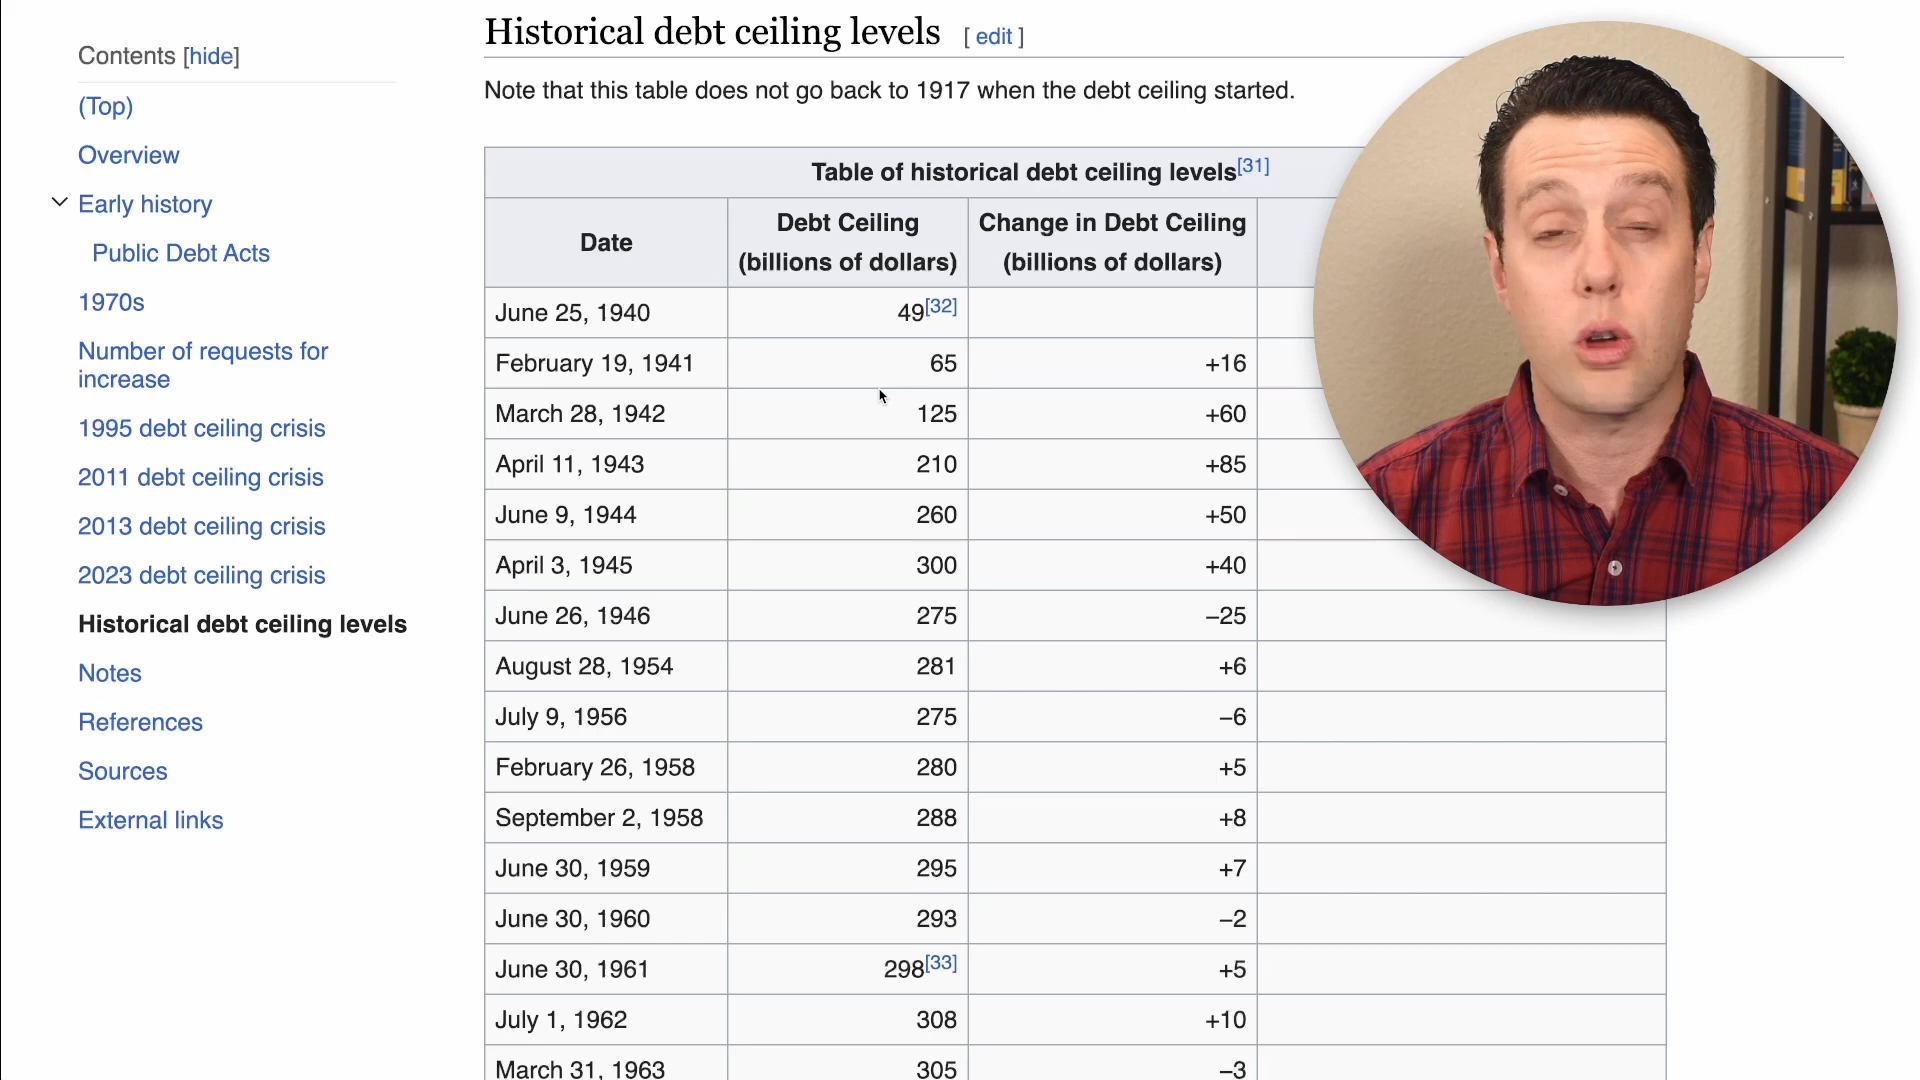 Contents [hide]
(Top)
Overview
Early history
Public Debt Acts
1970s
Number of requests for
increase
1995 debt ceiling crisis
2011 debt ceiling crisis
2013 debt ceiling crisis
2023 debt ceiling crisis
Historical debt ceiling levels
Notes
References
Sources
External links
Historical debt ceiling levels [ edit ]
Note that this table does not go back to 1917 when the debt ceiling started.
Table of historical debt ceiling levels[31]
Date
Debt Ceiling
(billions of dollars)
Change in Debt Ceiling
(billions of dollars)
June 25, 1940 49[32]
February 19, 1941 65 +16
March 28, 1942 125 +60
April 11, 1943 210 +85
June 9, 1944 260 +50
April 3, 1945 300 +40
June 26, 1946 275 −25
August 28, 1954 281 +6
July 9, 1956 275 −6
February 26, 1958 280 +5
September 2, 1958 288 +8
June 30, 1959 295 +7
June 30, 1960 293 −2
June 30, 1961 298[33] +5
July 1, 1962 308 +10
March 31, 1963 305 −3